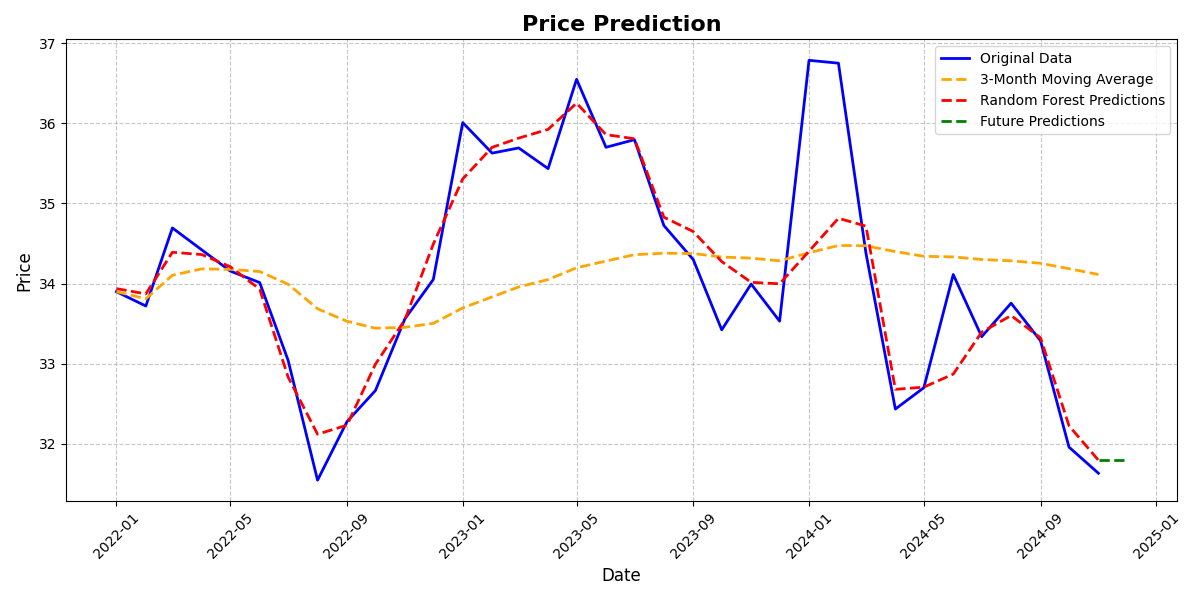 Price Prediction
37
36
35
34
33
32
Price
Original Data
3-Month Moving Average
Random Forest Predictions
Future Predictions
2022-01
2022-05
2022-09
2023-01
2023-05
2023-09
2024-01
2024-05
2024-09
2025-01
Date